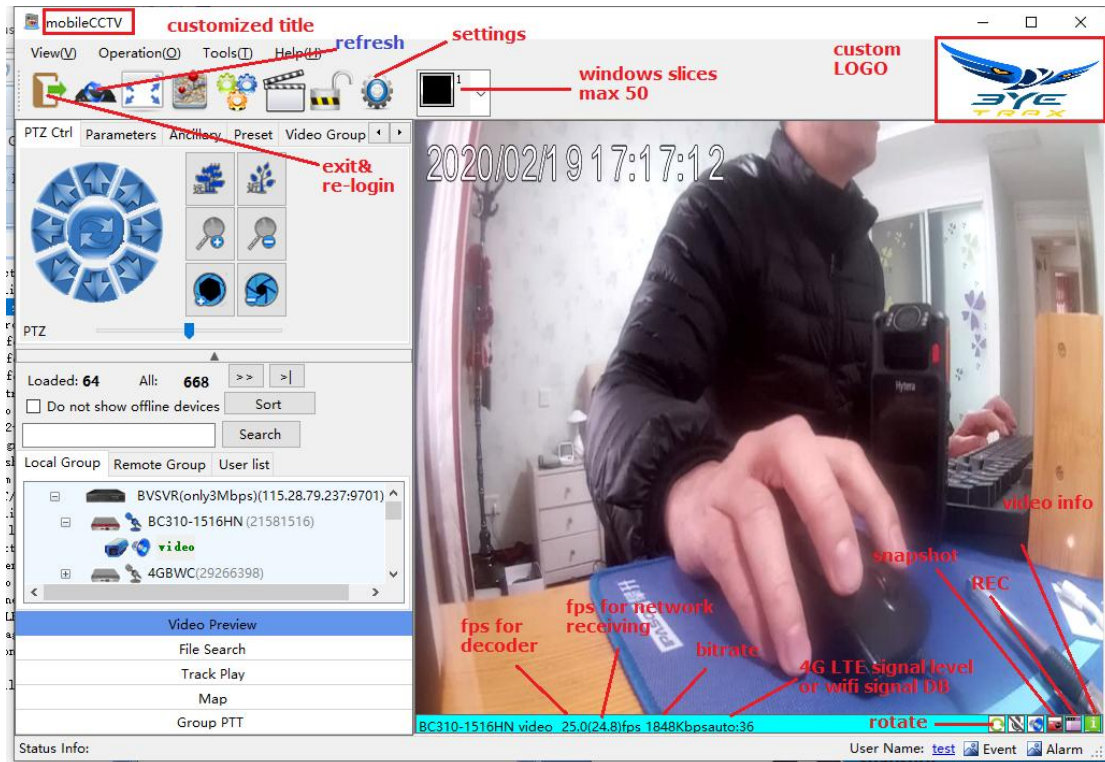 mobileCCTV
customized title
View(V) Operation(O) Tools(T) Help(H)
refresh
settings
custom
LOGO
windows slices
max 50
1
3YE
TRAX
PTZ Ctrl Parameters Ancillary Preset Video Group
exit&
re-login
远 近
PTZ
2020/02/19 17:17:12
Hytera
Loaded: 64 All: 668 >> >|
Do not show offline devices Sort
Search
Local Group Remote Group User list
BVSVR(only3Mbps)(115.28.79.237:9701)
BC310-1516HN (21581516)
video
4GBWC(29266398)
video info
snapshot
REC
Video Preview
File Search
Track Play
Map
Group PTT
fps for
decoder
fps for network
receiving
bitrate
4G LTE signal level
or wifi signal DB
rotate
BC310-1516HN video 25.0(24.8)fps 1848Kbpsauto:36
Status Info:
User Name: test Event Alarm